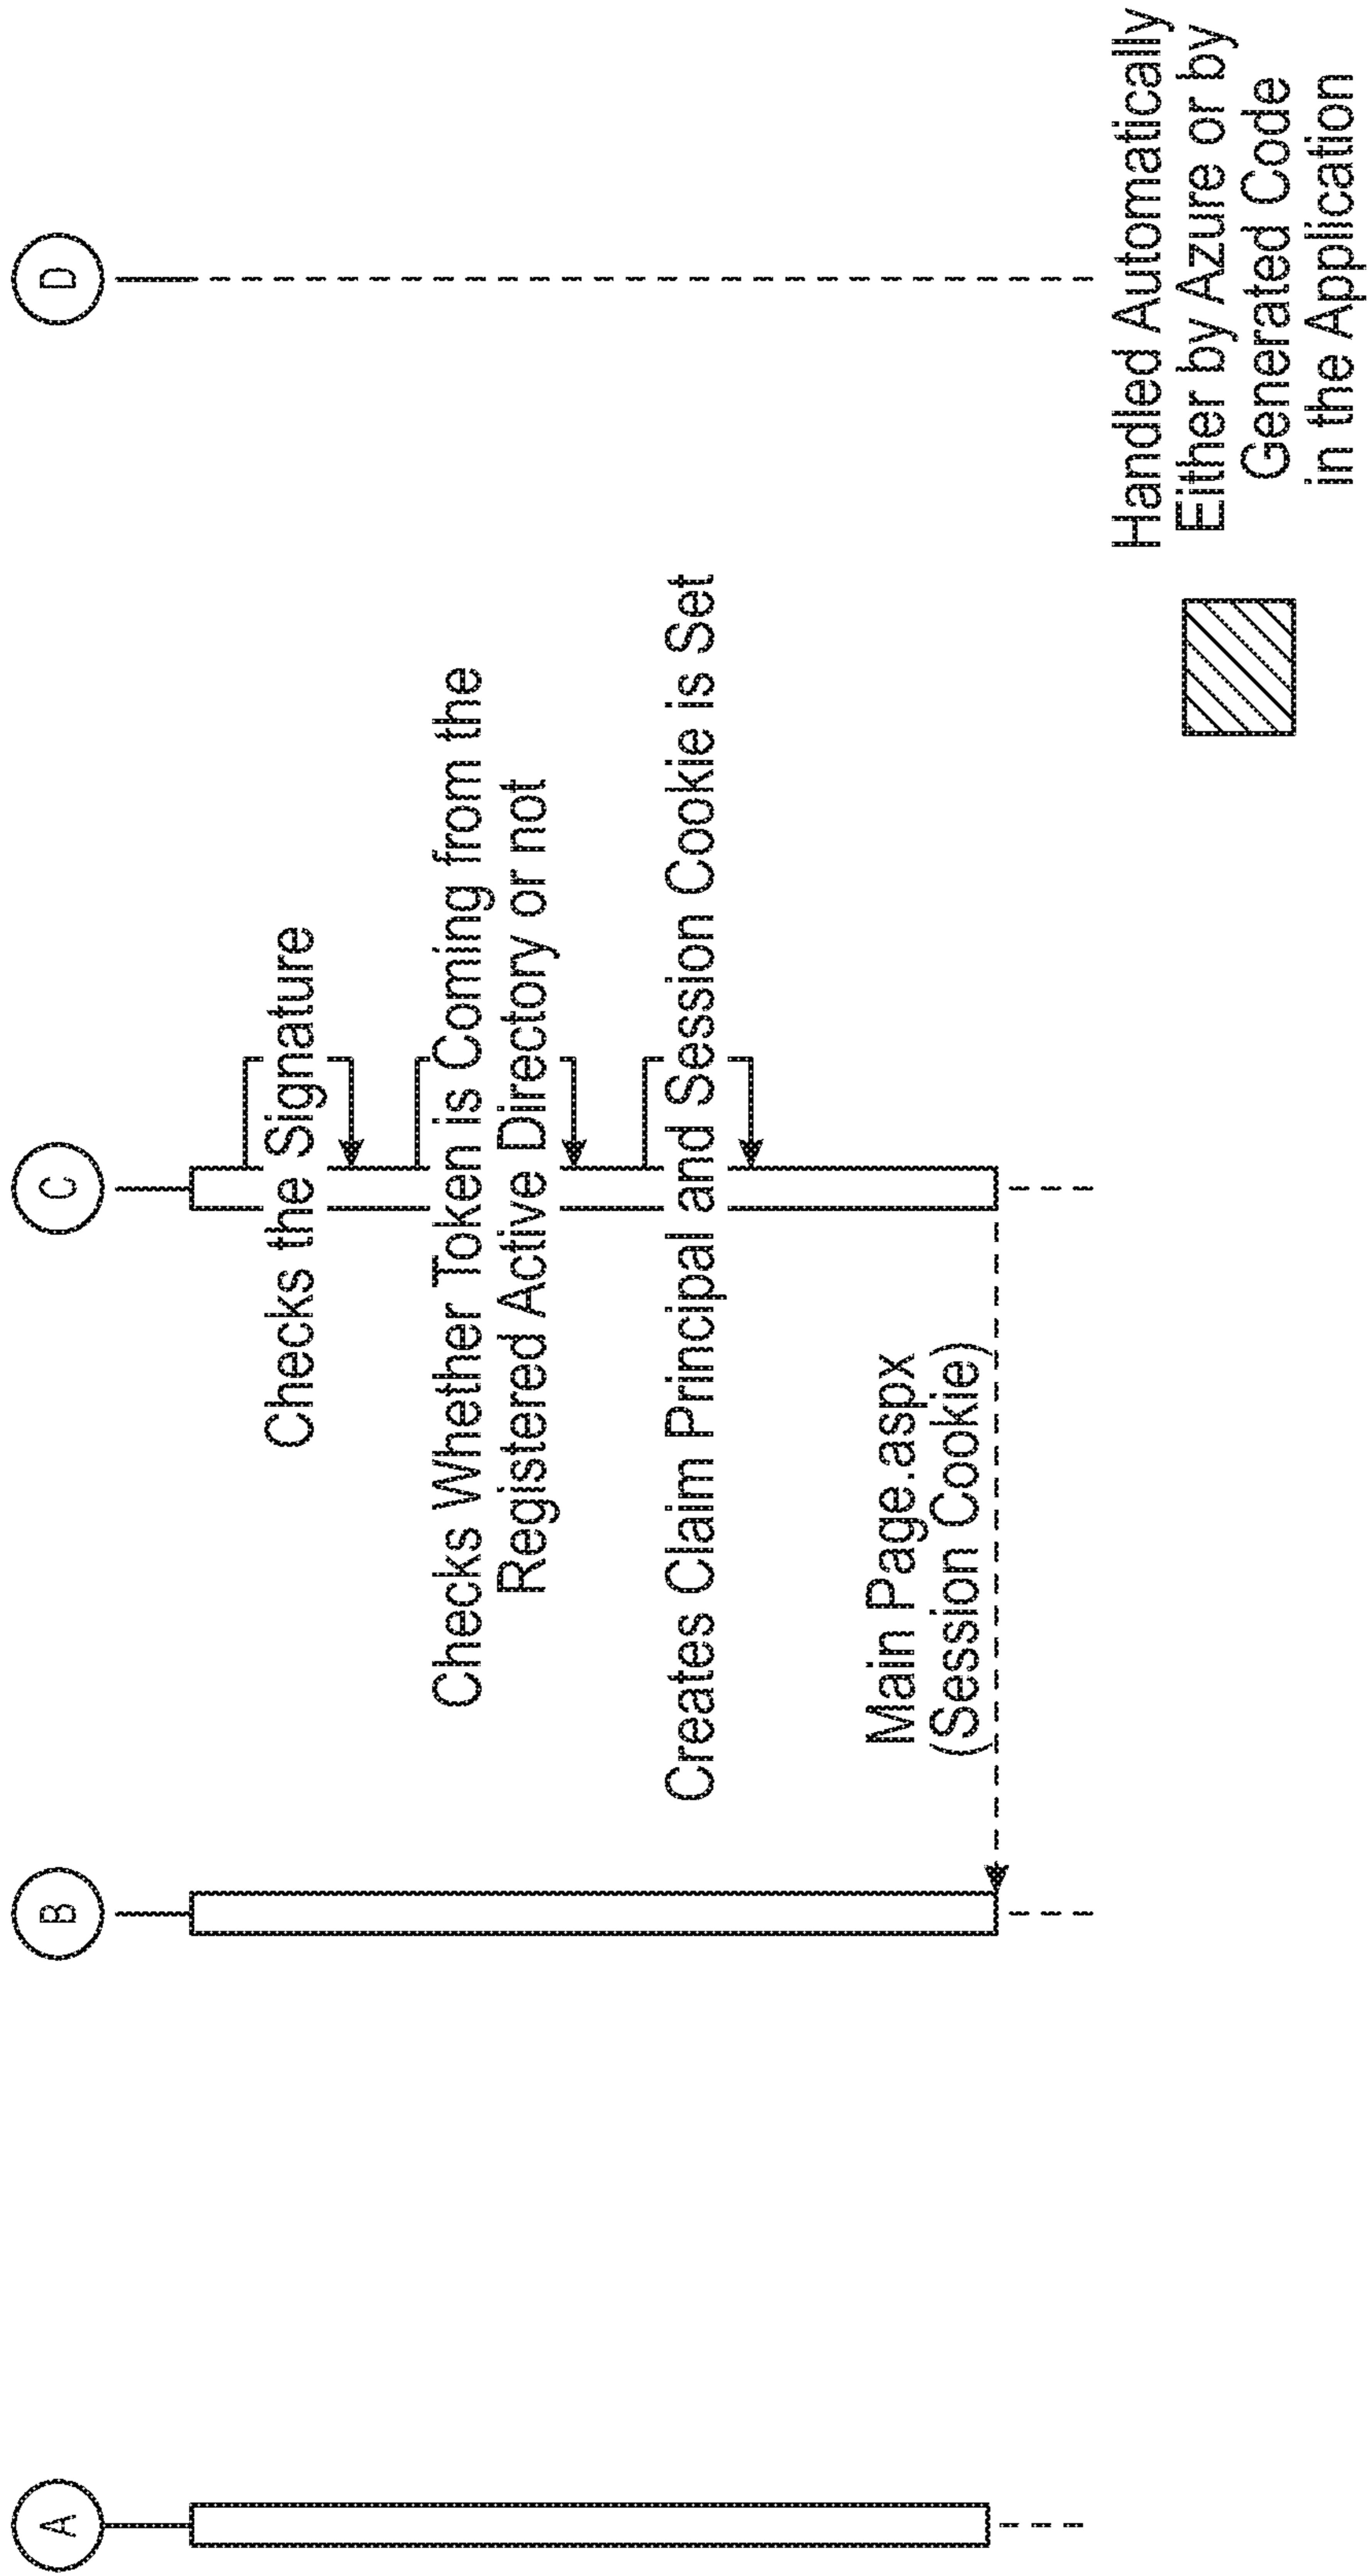 A
B
C
D
Checks the Signature
Checks Whether Token is Coming from the
Registered Active Directory or not
Creates Claim Principal and Session Cookie is Set
Main Page.aspx
(Session Cookie)
Handled Automatically
Either by Azure or by
Generated Code
in the Application